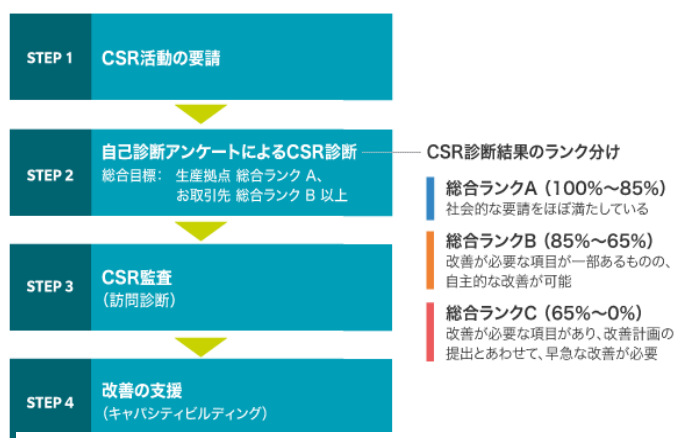 STEP 1
CSR活動の要請
STEP 2
自己診断アンケートによるCSR診断
総合目標： 生産拠点 総合ランク A、
お取引先 総合ランク B 以上
CSR診断結果のランク分け
総合ランクA（100%～85%）
社会的な要請をほぼ満たしている
総合ランクB（85%～65%）
改善が必要な項目が一部あるものの、
自主的な改善が可能
総合ランクC（65%～0%）
改善が必要な項目があり、改善計画の
提出とあわせて、早急な改善が必要
STEP 3
CSR監査
（訪問診断）
STEP 4
改善の支援
（キャパシティビルディング）